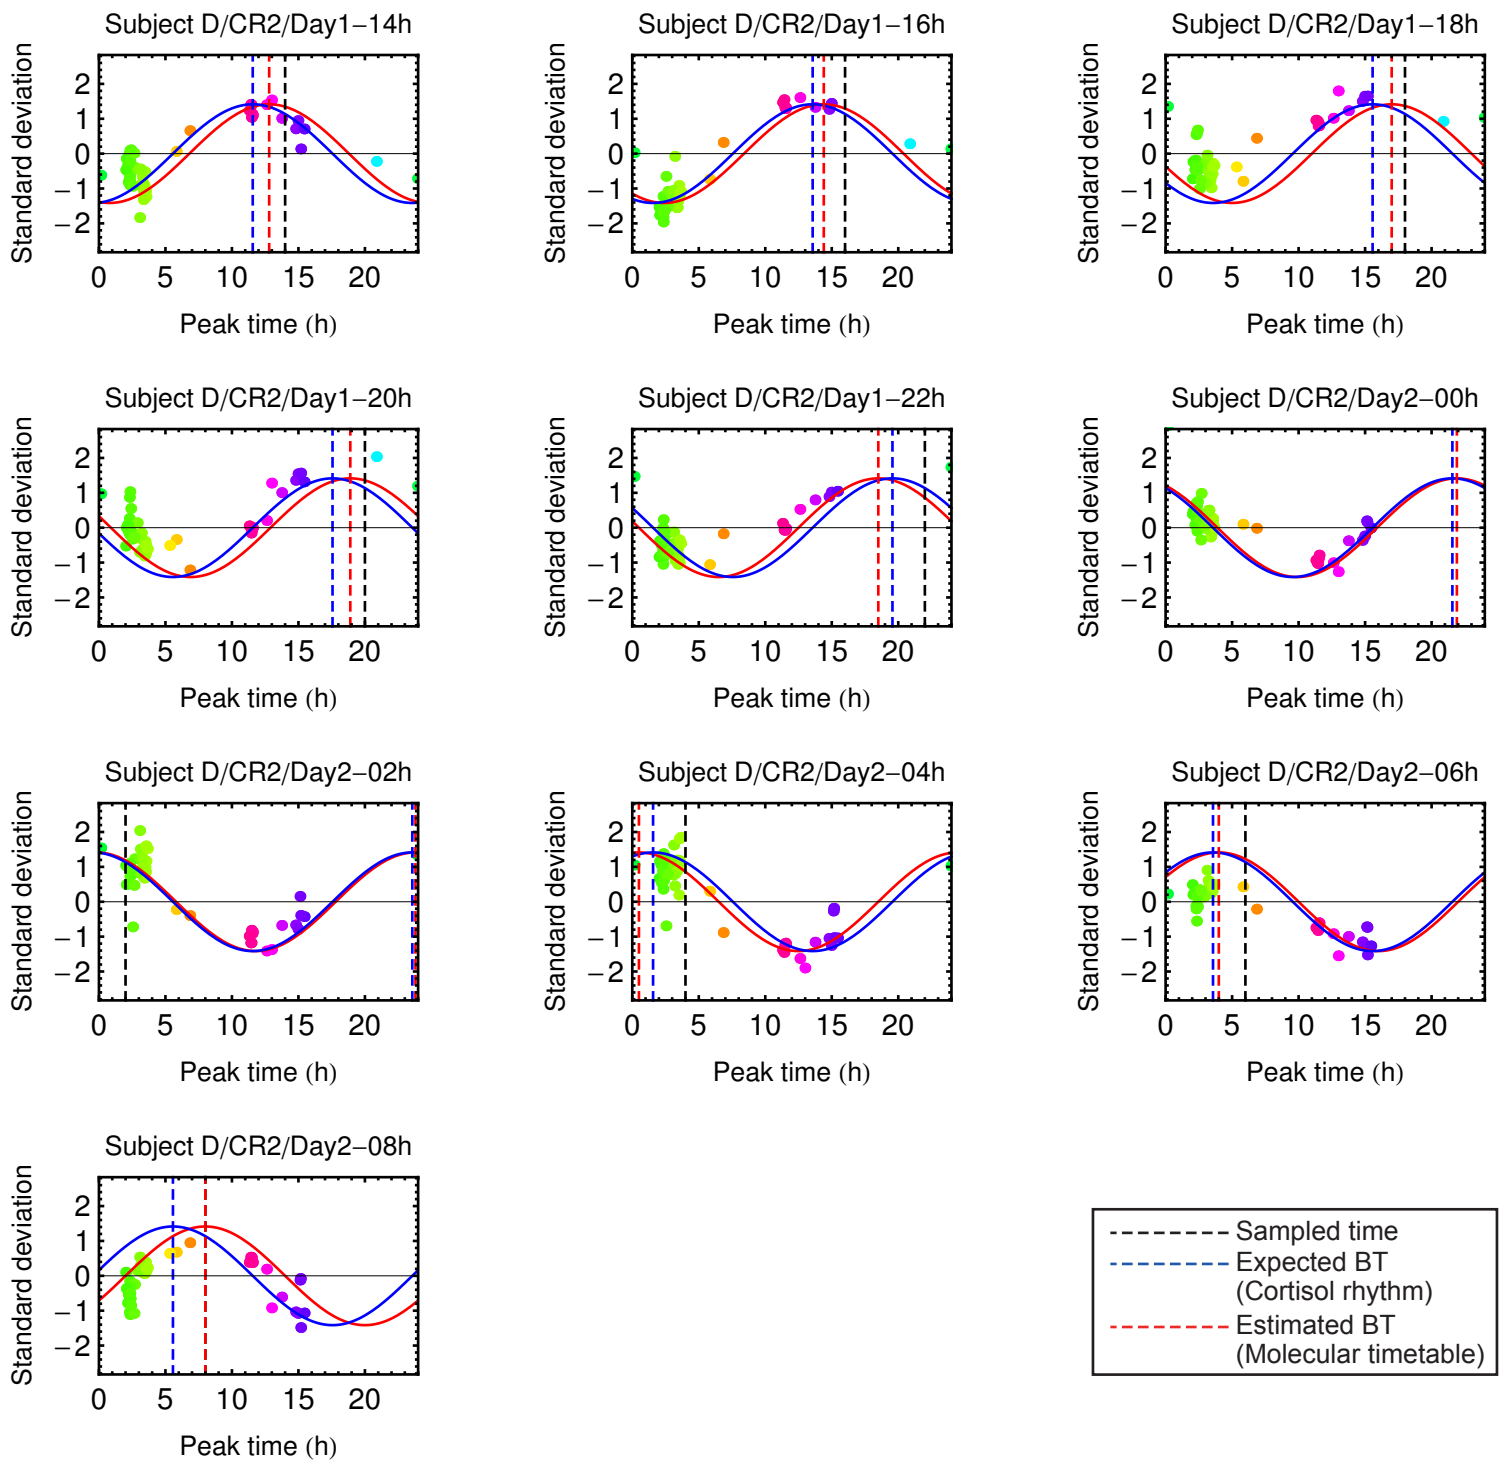 Subject D/CR2/Day1−14h
Standard deviation
2
1
0
−1
−2
0 5 10 15 20
Peak time (h)
Subject D/CR2/Day1−16h
Standard deviation
2
1
0
−1
−2
0 5 10 15 20
Peak time (h)
Subject D/CR2/Day1−18h
Standard deviation
2
1
0
−1
−2
0 5 10 15 20
Peak time (h)
Subject D/CR2/Day1−20h
Standard deviation
2
1
0
−1
−2
0 5 10 15 20
Peak time (h)
Subject D/CR2/Day1−22h
Standard deviation
2
1
0
−1
−2
0 5 10 15 20
Peak time (h)
Subject D/CR2/Day2−00h
Standard deviation
2
1
0
−1
−2
0 5 10 15 20
Peak time (h)
Subject D/CR2/Day2−02h
Standard deviation
2
1
0
−1
−2
0 5 10 15 20
Peak time (h)
Subject D/CR2/Day2−04h
Standard deviation
2
1
0
−1
−2
0 5 10 15 20
Peak time (h)
Subject D/CR2/Day2−06h
Standard deviation
2
1
0
−1
−2
0 5 10 15 20
Peak time (h)
Subject D/CR2/Day2−08h
Standard deviation
2
1
0
−1
−2
0 5 10 15 20
Peak time (h)
Sampled time
Expected BT
(Cortisol rhythm)
Estimated BT
(Molecular timetable)